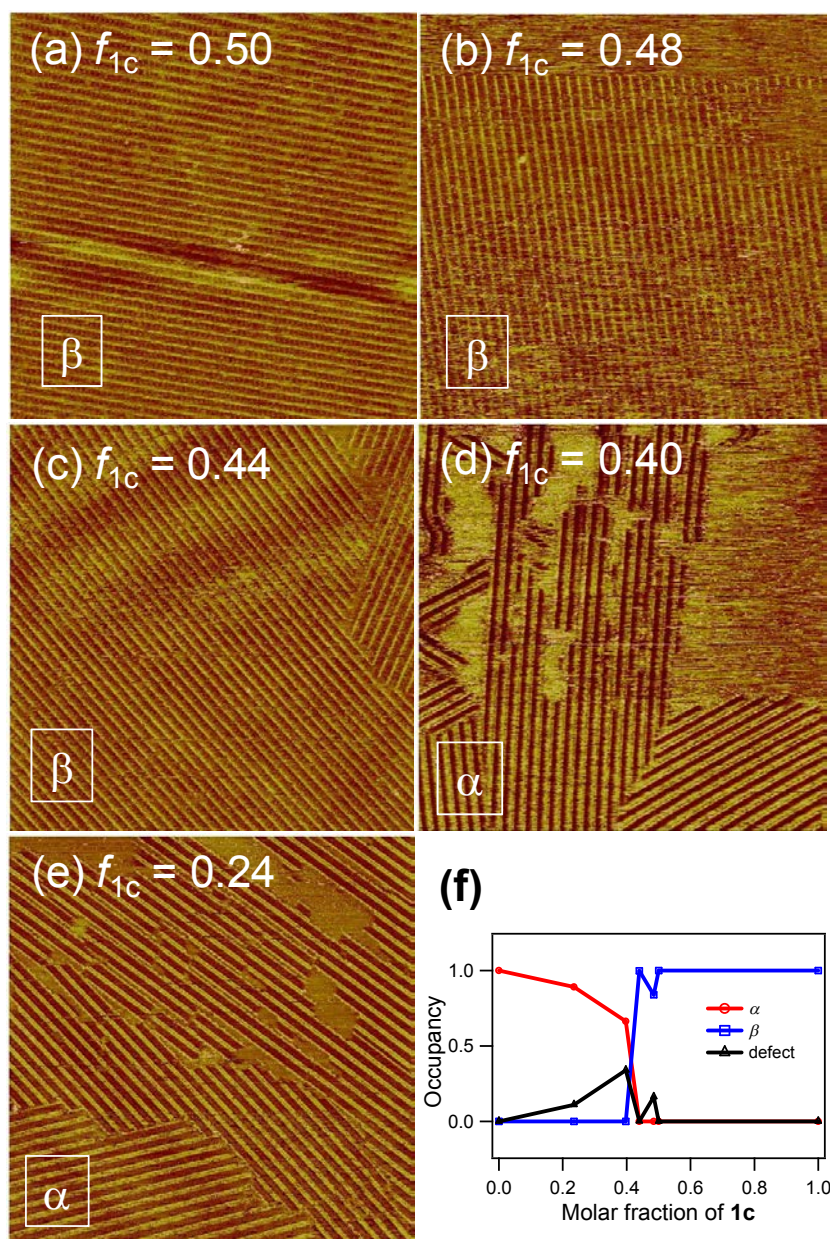 (a) f1c = 0.50
β
(b) f1c = 0.48
β
(c) f1c = 0.44
β
(d) f1c = 0.40
α
(e) f1c = 0.24
α
(f)
1.0
0.5
0.0
Occupancy
α
β
defect
0.0 0.2 0.4 0.6 0.8 1.0
Molar fraction of 1c